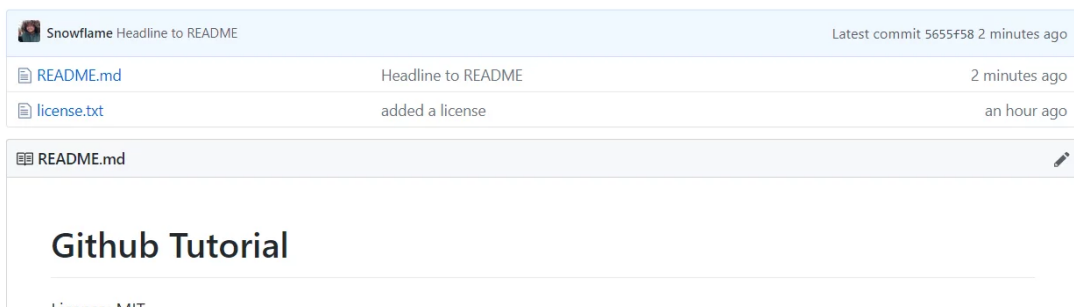 Snowflame Headline to README Latest commit 5655f58 2 minutes ago
README.md Headline to README 2 minutes ago
license.txt added a license an hour ago
README.md
Github Tutorial
MIT